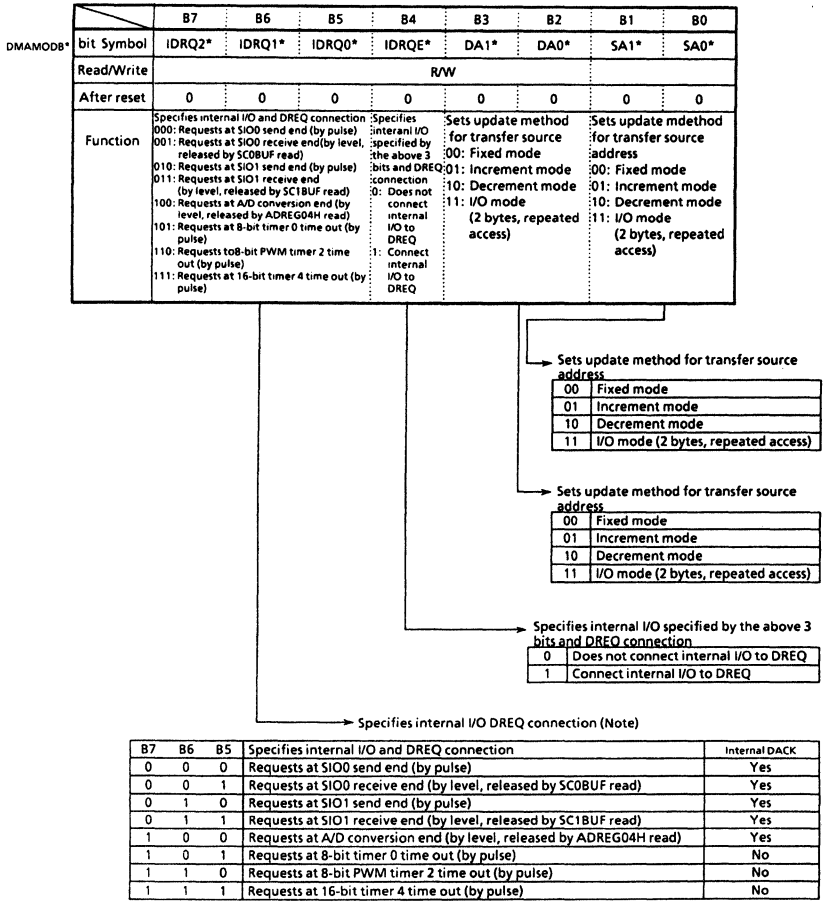 B7 B6 B5 B4 B3 B2 B1 B0
DMAMODB* bit Symbol IDRQ2* IDRQ1* IDRQ0* IDRQE* DA1* DA0* SA1* SA0*
Read/Write R/W
After reset 0 0 0 0 0 0 0 0
Function
Specifies internal I/O and DREQ connection
000: Requests at SIO0 send end (by pulse)
001: Requests at SIO0 receive end(by level,
released by SC0BUF read)
010: Requests at SIO1 send end (by pulse)
011: Requests at SIO1 receive end
(by level, released by SC1BUF read)
100: Requests at A/D conversion end (by
level, released by ADREG04H read)
101: Requests at 8-bit timer 0 time out (by
pulse)
110: Requests to8-bit PWM timer 2 time
out (by pulse)
111: Requests at 16-bit timer 4 time out (by
pulse)
Specifies
interanl I/O
specified by
the above 3
bits and DREQ
connection
0: Does not
connect
internal
I/O to
DREQ
1: Connect
internal
I/O to
DREQ
Sets update method
for transfer source
00: Fixed mode
01: Increment mode
10: Decrement mode
11: I/O mode
(2 bytes, repeated
access)
Sets update mdethod
for transfer source
address
00: Fixed mode
01: Increment mode
10: Decrement mode
11: I/O mode
(2 bytes, repeated
access)
Sets update method for transfer source
address
00 Fixed mode
01 Increment mode
10 Decrement mode
11 I/O mode (2 bytes, repeated access)
Sets update method for transfer source
address
00 Fixed mode
01 Increment mode
10 Decrement mode
11 I/O mode (2 bytes, repeated access)
Specifies internal I/O specified by the above 3
bits and DREQ connection
0 Does not connect internal I/O to DREQ
1 Connect internal I/O to DREQ
Specifies internal I/O DREQ connection (Note)
B7 B6 B5 Specifies internal I/O and DREQ connection Internal DACK
0 0 0 Requests at SIO0 send end (by pulse) Yes
0 0 1 Requests at SIO0 receive end (by level, released by SC0BUF read) Yes
0 1 0 Requests at SIO1 send end (by pulse) Yes
0 1 1 Requests at SIO1 receive end (by level, released by SC1BUF read) Yes
1 0 0 Requests at A/D conversion end (by level, released by ADREG04H read) Yes
1 0 1 Requests at 8-bit timer 0 time out (by pulse) No
1 1 0 Requests at 8-bit PWM timer 2 time out (by pulse) No
1 1 1 Requests at 16-bit timer 4 time out (by pulse) No